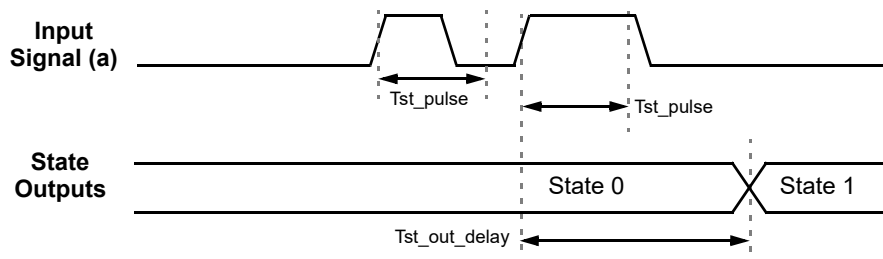 Input
Signal (a)
Tst_pulse
Tst_pulse
State
Outputs
State 0
State 1
Tst_out_delay